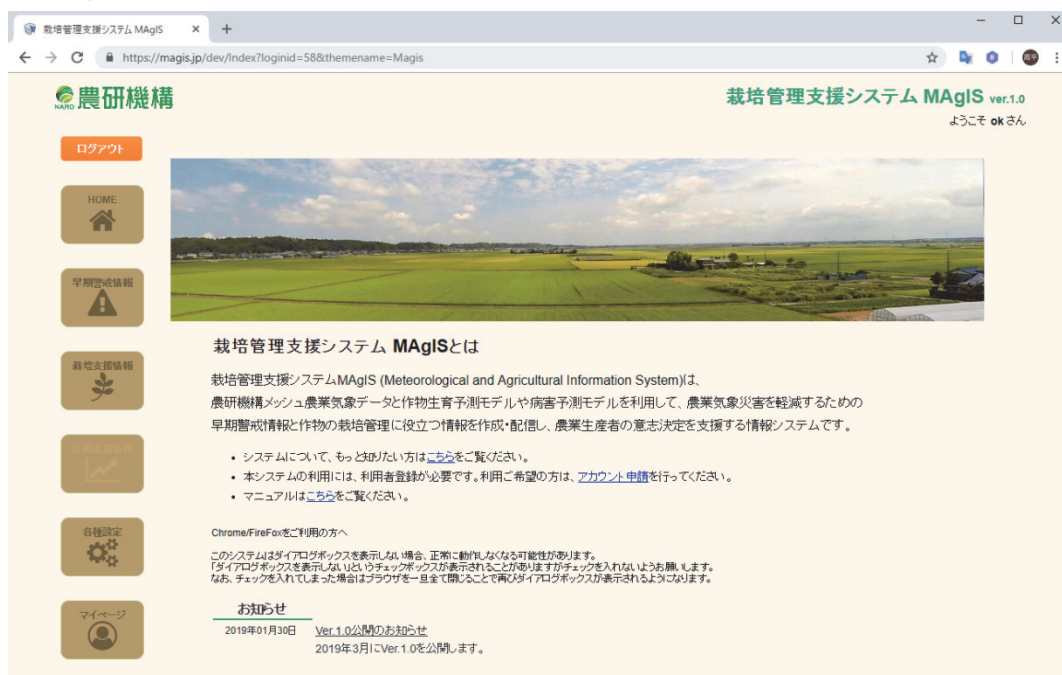 栽培管理支援システム MAgIS
https://magis.jp/dev/Index?loginid=58&themename=Magis
NARO 農研機構
栽培管理支援システム MAgIS ver.1.0
ようこそ ok さん
ログアウト
HOME
早期警戒情報
栽培支援情報
計画支援情報
各種設定
マイページ
栽培管理支援システム MAgISとは
栽培管理支援システムMAgIS (Meteorological and Agricultural Information System)は、
農研機構メッシュ農業気象データと作物生育予測モデルや病害予測モデルを利用して、農業気象災害を軽減するための
早期警戒情報と作物の栽培管理に役立つ情報を作成・配信し、農業生産者の意志決定を支援する情報システムです。
• システムについて、もっと知りたい方はこちらをご覧ください。
• 本システムの利用には、利用者登録が必要です。利用ご希望の方は、アカウント申請を行ってください。
• マニュアルはこちらをご覧ください。
Chrome/FireFoxをご利用の方へ
このシステムはダイアログボックスを表示しない場合、正常に動作しなくなる可能性があります。
「ダイアログボックスを表示しない」というチェックボックスが表示されることがありますがチェックを入れないようお願いします。
なお、チェックを入れてしまった場合はブラウザを一旦全て閉じることで再びダイアログボックスが表示されるようになります。
お知らせ
2019年01月30日 Ver.1.0公開のお知らせ
2019年3月にVer.1.0を公開します。